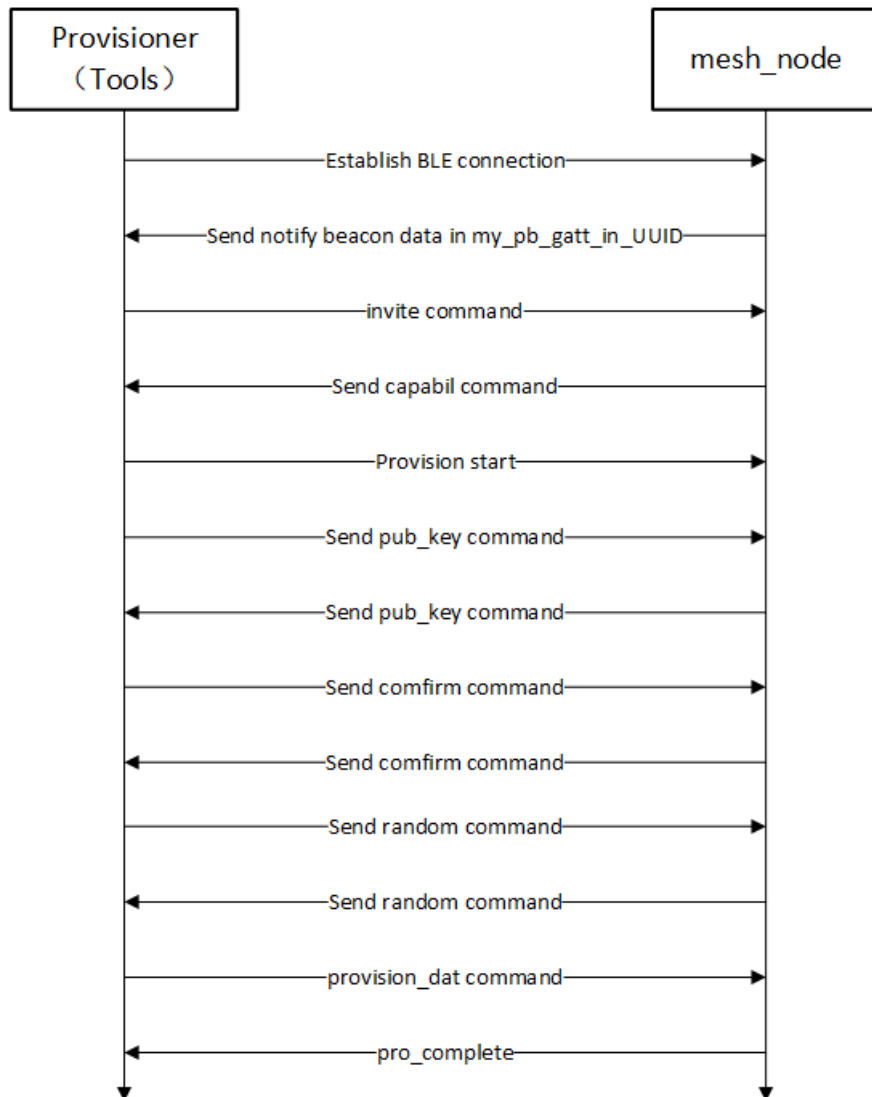 Provisioner
（Tools）
mesh_node
Establish BLE connection
Send notify beacon data in my_pb_gatt_in_UUID
invite command
Send capabil command
Provision start
Send pub_key command
Send pub_key command
Send comfirm command
Send comfirm command
Send random command
Send random command
provision_dat command
pro_complete